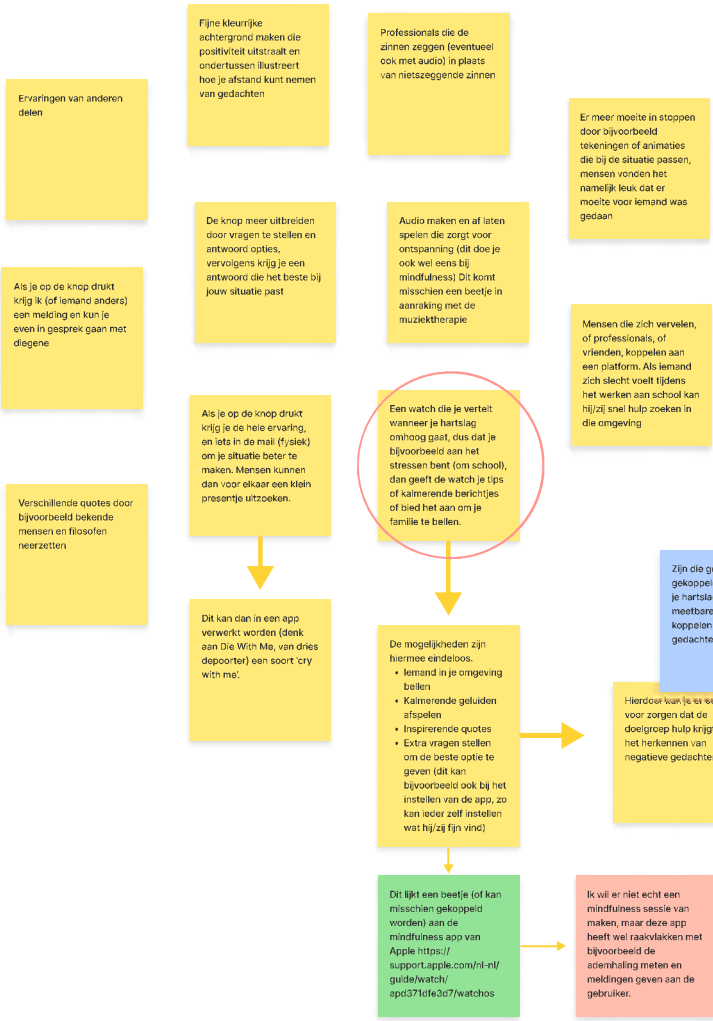 Fijne kleurrijke
achtergrond maken die
positiviteit uitstraalt en
ondertussen illustreert
hoe je afstand kunt nemen
van gedachten
Professionals die de
zinnen zeggen (eventueel
ook met audio) in plaats
van nietszeggende zinnen
Ervaringen van anderen
delen
Er meer moeite in stoppen
door bijvoorbeeld
tekeningen of animaties
die bij de situatie passen,
mensen vonden het
namelijk leuk dat er
moeite voor iemand was
gedaan
De knop meer uitbreiden
door vragen te stellen en
antwoord opties,
vervolgens krijg je een
antwoord die het beste bij
jouw situatie past
Audio maken en af laten
spelen die zorgt voor
ontspanning (dit doe je
ook wel eens bij
mindfulness) Dit komt
misschien een beetje in
aanraking met de
muziektherapie
Als je op de knop drukt
krijg ik (of iemand anders)
een melding en kun je
even in gesprek gaan met
diegene
Mensen die zich vervelen,
of professionals, of
vrienden, koppelen aan
een platform. Als iemand
zich slecht voelt tijdens
het werken aan school kan
hij/zij snel hulp zoeken in
die omgeving
Als je op de knop drukt
krijg je de hele ervaring,
en iets in de mail (fysiek)
om je situatie beter te
maken. Mensen kunnen
dan voor elkaar een klein
presentje uitzoeken.
Een watch die je vertelt
wanneer je hartslag
omhoog gaat, dus dat je
bijvoorbeeld aan het
stressen bent (om school),
dan geeft de watch je tips
of kalmerende berichtjes
of bied het aan om je
familie te bellen.
Verschillende quotes door
bijvoorbeeld bekende
mensen en filosofen
neerzetten
Dit kan dan in een app
verwerkt worden (denk
aan Die With Me, van dries
depoorter) een soort 'cry
with me'.
De mogelijkheden zijn
hiermee eindeloos.
• Iemand in je omgeving
bellen
• Kalmerende geluiden
afspelen
• Inspirerende quotes
• Extra vragen stellen
om de beste optie te
geven (dit kan
bijvoorbeeld ook bij het
instellen van de app, zo
kan ieder zelf instellen
wat hij/zij fijn vind)
Zijn die
je
koppelen
Hierdoor kan je er
voor zorgen dat de
doelgroep hulp krijgt
het herkennen van
negatieve
Dit lijkt een beetje (of kan
misschien gekoppeld
worden) aan de
mindfulness app van
Apple https://
support.apple.com/nl-nl/
guide/watch/
apd371dfe3d7/watchos
Ik wil er niet echt een
mindfulness sessie van
maken, maar deze app
heeft wel raakvlakken met
bijvoorbeeld de
ademhaling meten en
meldingen geven aan de
gebruiker.